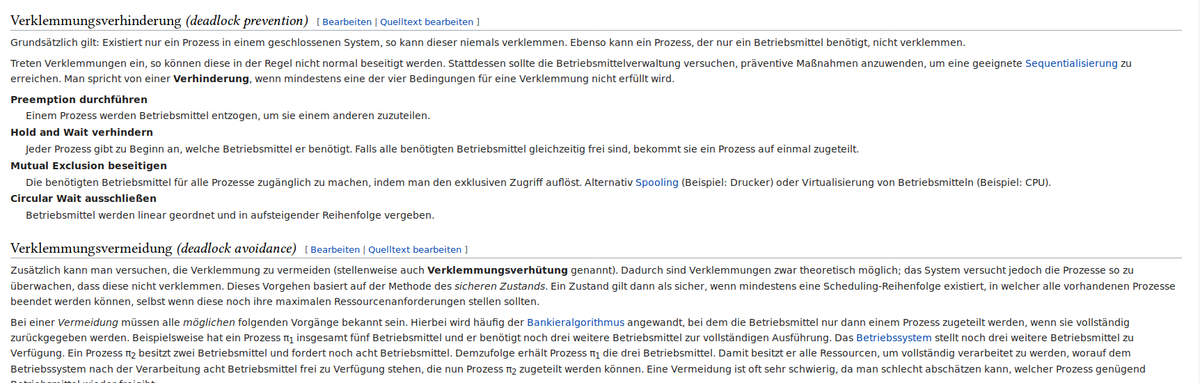 Verklemmungsverhinderung (deadlock prevention) [ Bearbeiten | Quelltext bearbeiten ]
Grundsätzlich gilt: Existiert nur ein Prozess in einem geschlossenen System, so kann dieser niemals verklemmen. Ebenso kann ein Prozess, der nur ein Betriebsmittel benötigt, nicht verklemmen.
Treten Verklemmungen ein, so können diese in der Regel nicht normal beseitigt werden. Stattdessen sollte die Betriebsmittelverwaltung versuchen, präventive Maßnahmen anzuwenden, um eine geeignete Sequentialisierung zu
erreichen. Man spricht von einer Verhinderung, wenn mindestens eine der vier Bedingungen für eine Verklemmung nicht erfüllt wird.
Preemption durchführen
Einem Prozess werden Betriebsmittel entzogen, um sie einem anderen zuzuteilen.
Hold and Wait verhindern
Jeder Prozess gibt zu Beginn an, welche Betriebsmittel er benötigt. Falls alle benötigten Betriebsmittel gleichzeitig frei sind, bekommt sie ein Prozess auf einmal zugeteilt.
Mutual Exclusion beseitigen
Die benötigten Betriebsmittel für alle Prozesse zugänglich zu machen, indem man den exklusiven Zugriff auflöst. Alternativ Spooling (Beispiel: Drucker) oder Virtualisierung von Betriebsmitteln (Beispiel: CPU).
Circular Wait ausschließen
Betriebsmittel werden linear geordnet und in aufsteigender Reihenfolge vergeben.
Verklemmungsvermeidung (deadlock avoidance) [ Bearbeiten | Quelltext bearbeiten ]
Zusätzlich kann man versuchen, die Verklemmung zu vermeiden (stellenweise auch Verklemmungsverhütung genannt). Dadurch sind Verklemmungen zwar theoretisch möglich; das System versucht jedoch die Prozesse so zu
überwachen, dass diese nicht verklemmen. Dieses Vorgehen basiert auf der Methode des sicheren Zustands. Ein Zustand gilt dann als sicher, wenn mindestens eine Scheduling-Reihenfolge existiert, in welcher alle vorhandenen Prozesse
beendet werden können, selbst wenn diese noch ihre maximalen Ressourcenanforderungen stellen sollten.
Bei einer Vermeidung müssen alle möglichen folgenden Vorgänge bekannt sein. Hierbei wird häufig der Bankieralgorithmus angewandt, bei dem die Betriebsmittel nur dann einem Prozess zugeteilt werden, wenn sie vollständig
zurückgegeben werden. Beispielsweise hat ein Prozess π1 insgesamt fünf Betriebsmittel und er benötigt noch drei weitere Betriebsmittel zur vollständigen Ausführung. Das Betriebssystem stellt noch drei weitere Betriebsmittel zu
Verfügung. Ein Prozess π2 besitzt zwei Betriebsmittel und fordert noch acht Betriebsmittel. Demzufolge erhält Prozess π1 die drei Betriebsmittel. Damit besitzt er alle Ressourcen, um vollständig verarbeitet zu werden, worauf dem
Betriebssystem nach der Verarbeitung acht Betriebsmittel frei zu Verfügung stehen, die nun Prozess π2 zugeteilt werden können. Eine Vermeidung ist oft sehr schwierig, da man schlecht abschätzen kann, welcher Prozess genügend